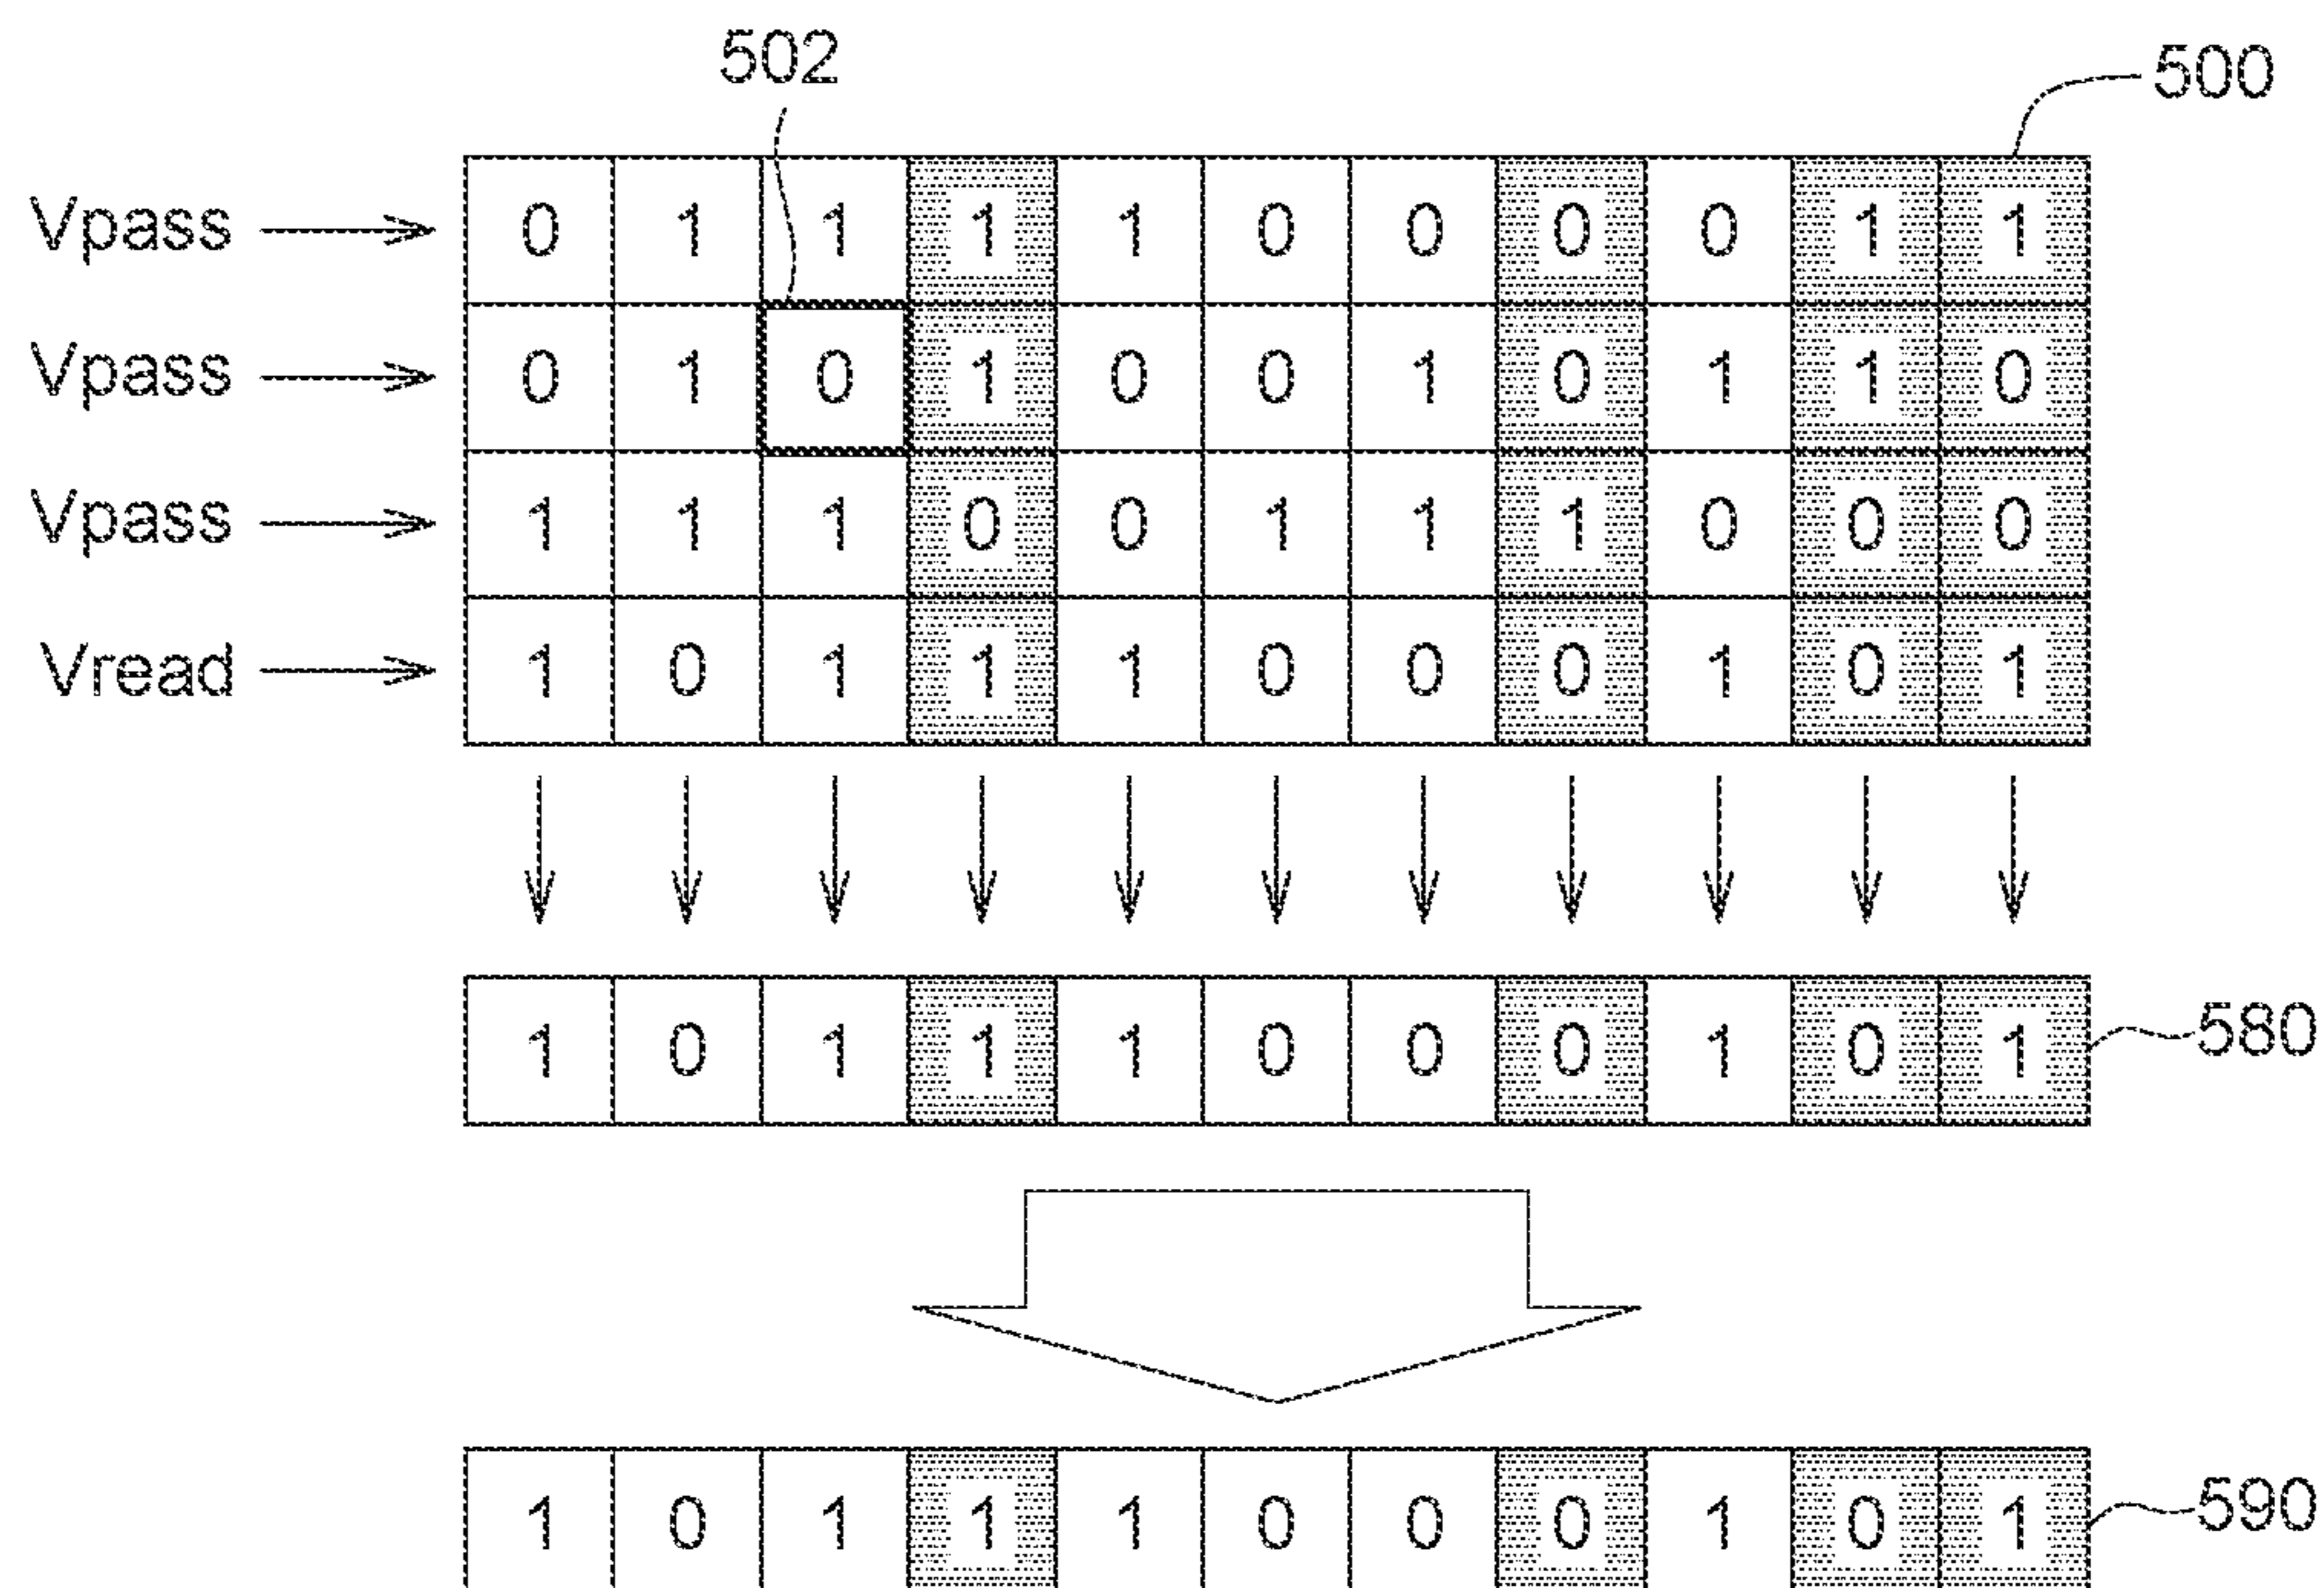 502
500
Vpass 0 1 1 1 1 0 0 0 0 1 1
Vpass 0 1 0 1 0 0 1 0 1 1 0
Vpass 1 1 1 0 0 1 1 1 0 0 0
Vread 1 0 1 1 1 0 0 0 1 0 1
1 0 1 1 1 0 0 0 1 0 1 580
1 0 1 1 1 0 0 0 1 0 1 590